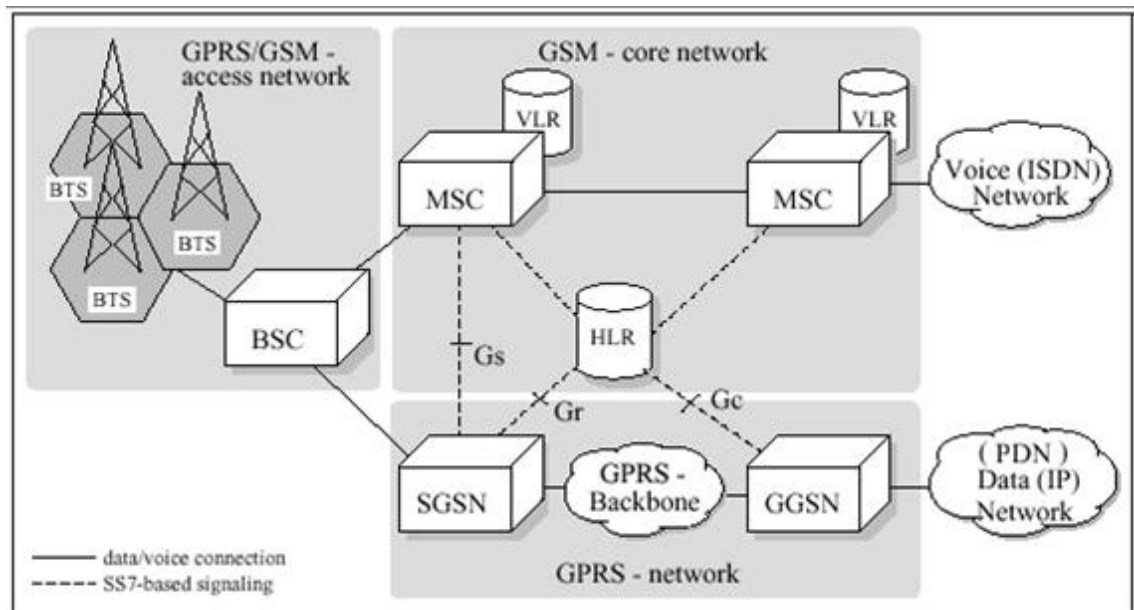 GPRS/GSM -
access network
BTS
BTS
BTS
BSC
GSM - core network
VLR
VLR
MSC
MSC
Voice (ISDN)
Network
HLR
Gs
Gr
Gc
SGSN
GPRS -
Backbone
GGSN
( PDN )
Data (IP)
Network
GPRS - network
data/voice connection
SS7-based signaling